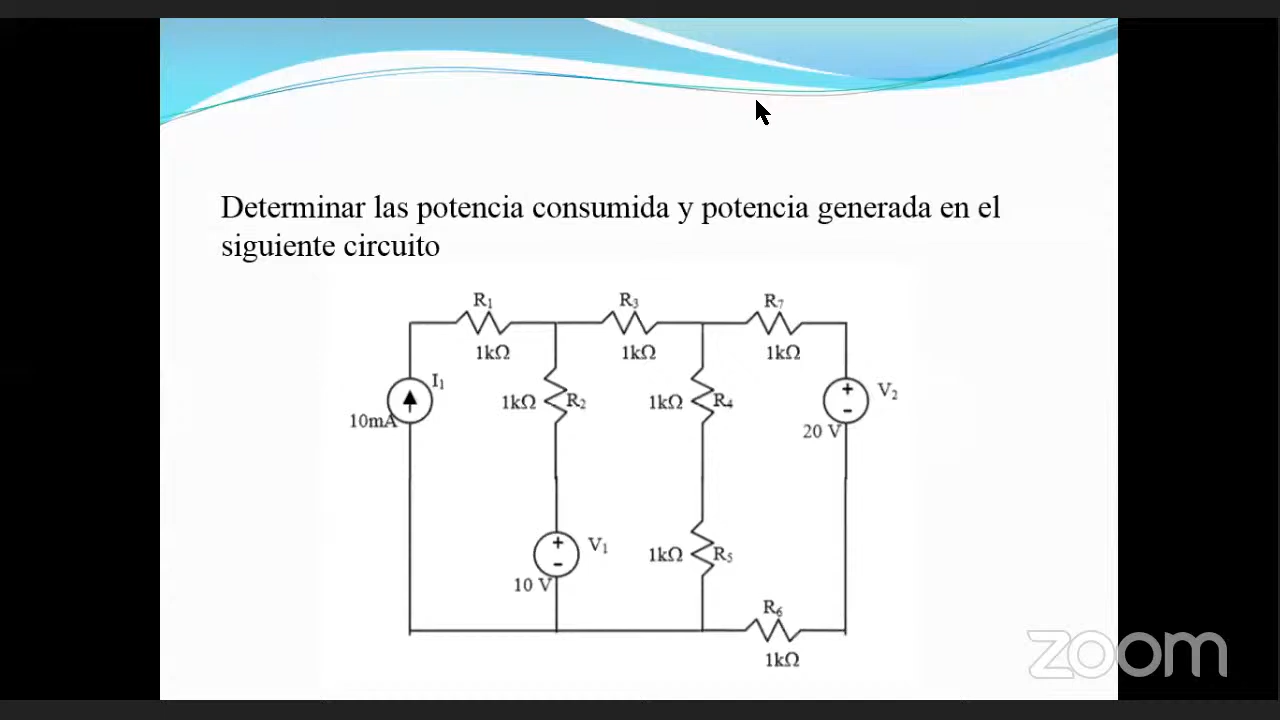 Determinar las potencia consumida y potencia generada en el
siguiente circuito
R₁
R₃
R₇
1kΩ
1kΩ
1kΩ
I₁
V₂
10mA
1kΩ
R₂
1kΩ
R₄
20 V
V₁
1kΩ
R₅
10 V
R₆
1kΩ
zoom